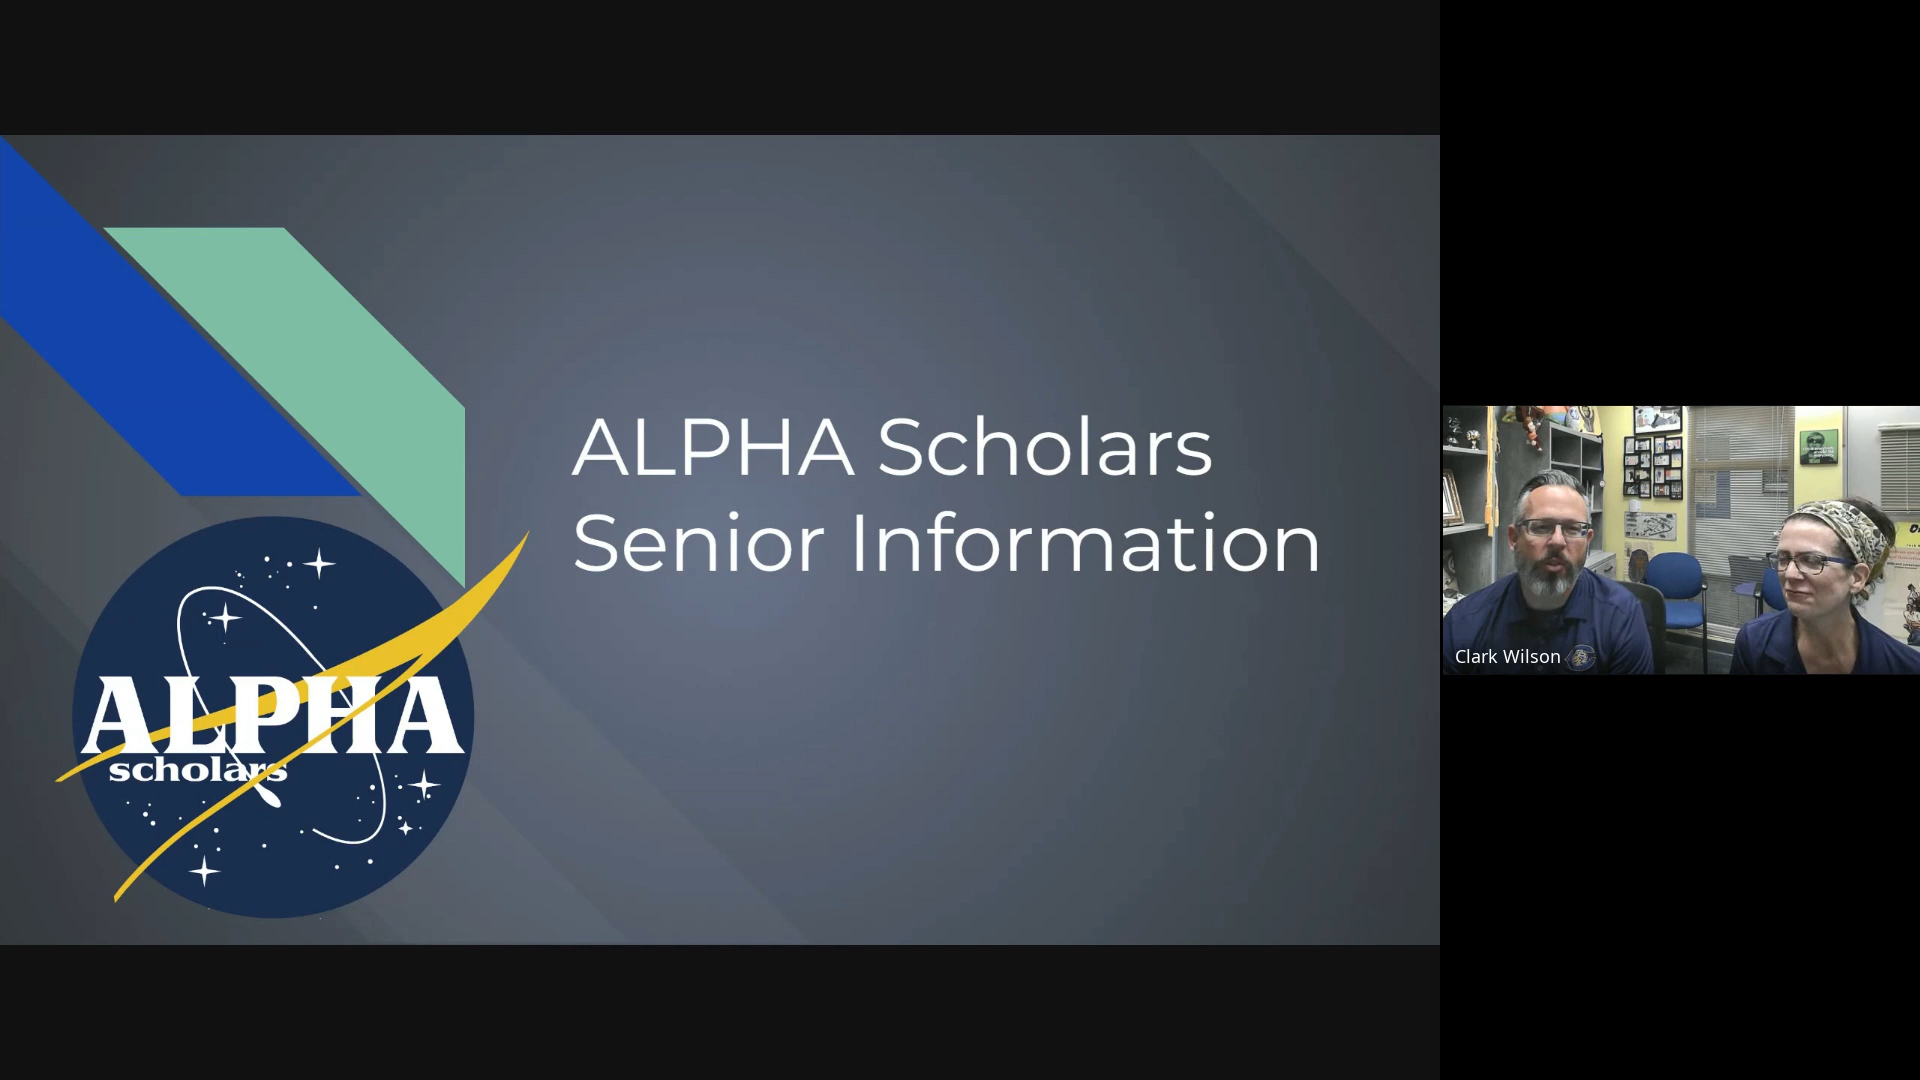 ALPHA Scholars
Senior Information
ALPHA
scholars
Clark Wilson